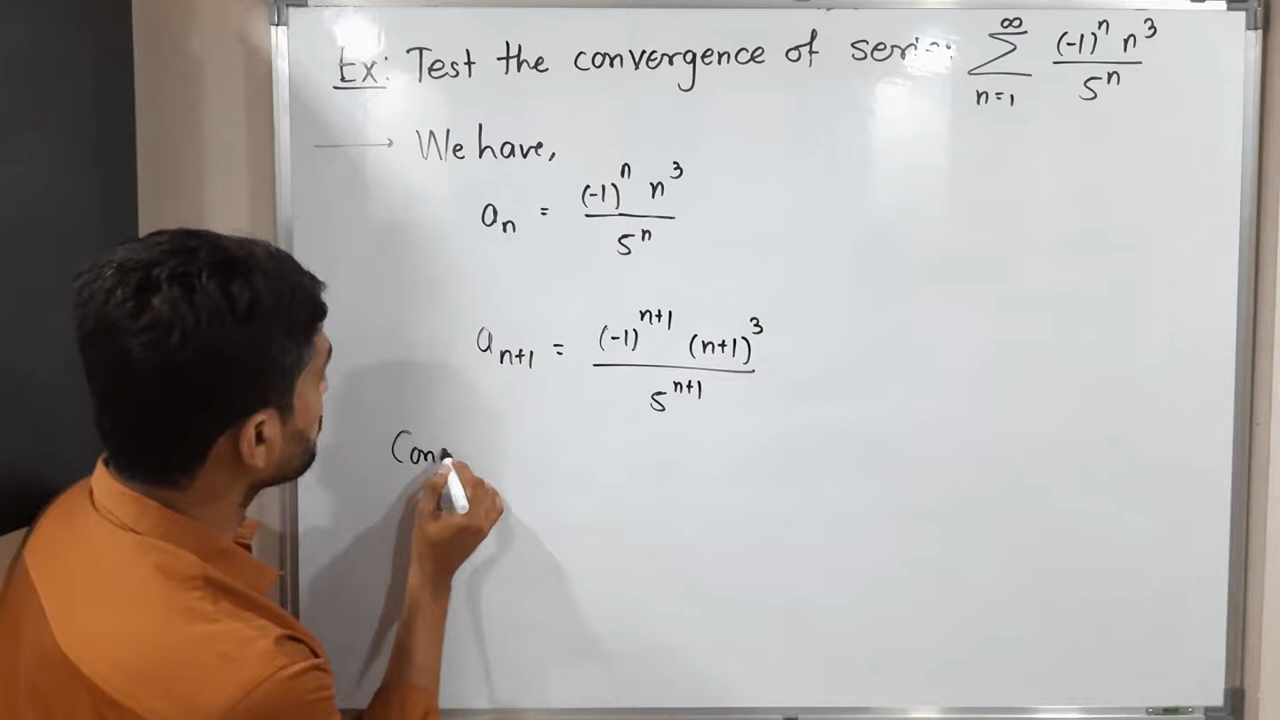 Ex: Test the convergence of series ∑_{n=1}^{∞} (-1)^n n^3 / 5^n
→ We have,
a_n = (-1)^n n^3 / 5^n
a_{n+1} = (-1)^{n+1} (n+1)^3 / 5^{n+1}
Con